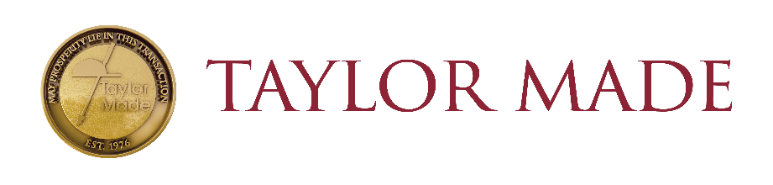 MAY PROSPERITY LIE IN THIS TRANSACTION
Taylor
Made
EST. 1976
TAYLOR MADE